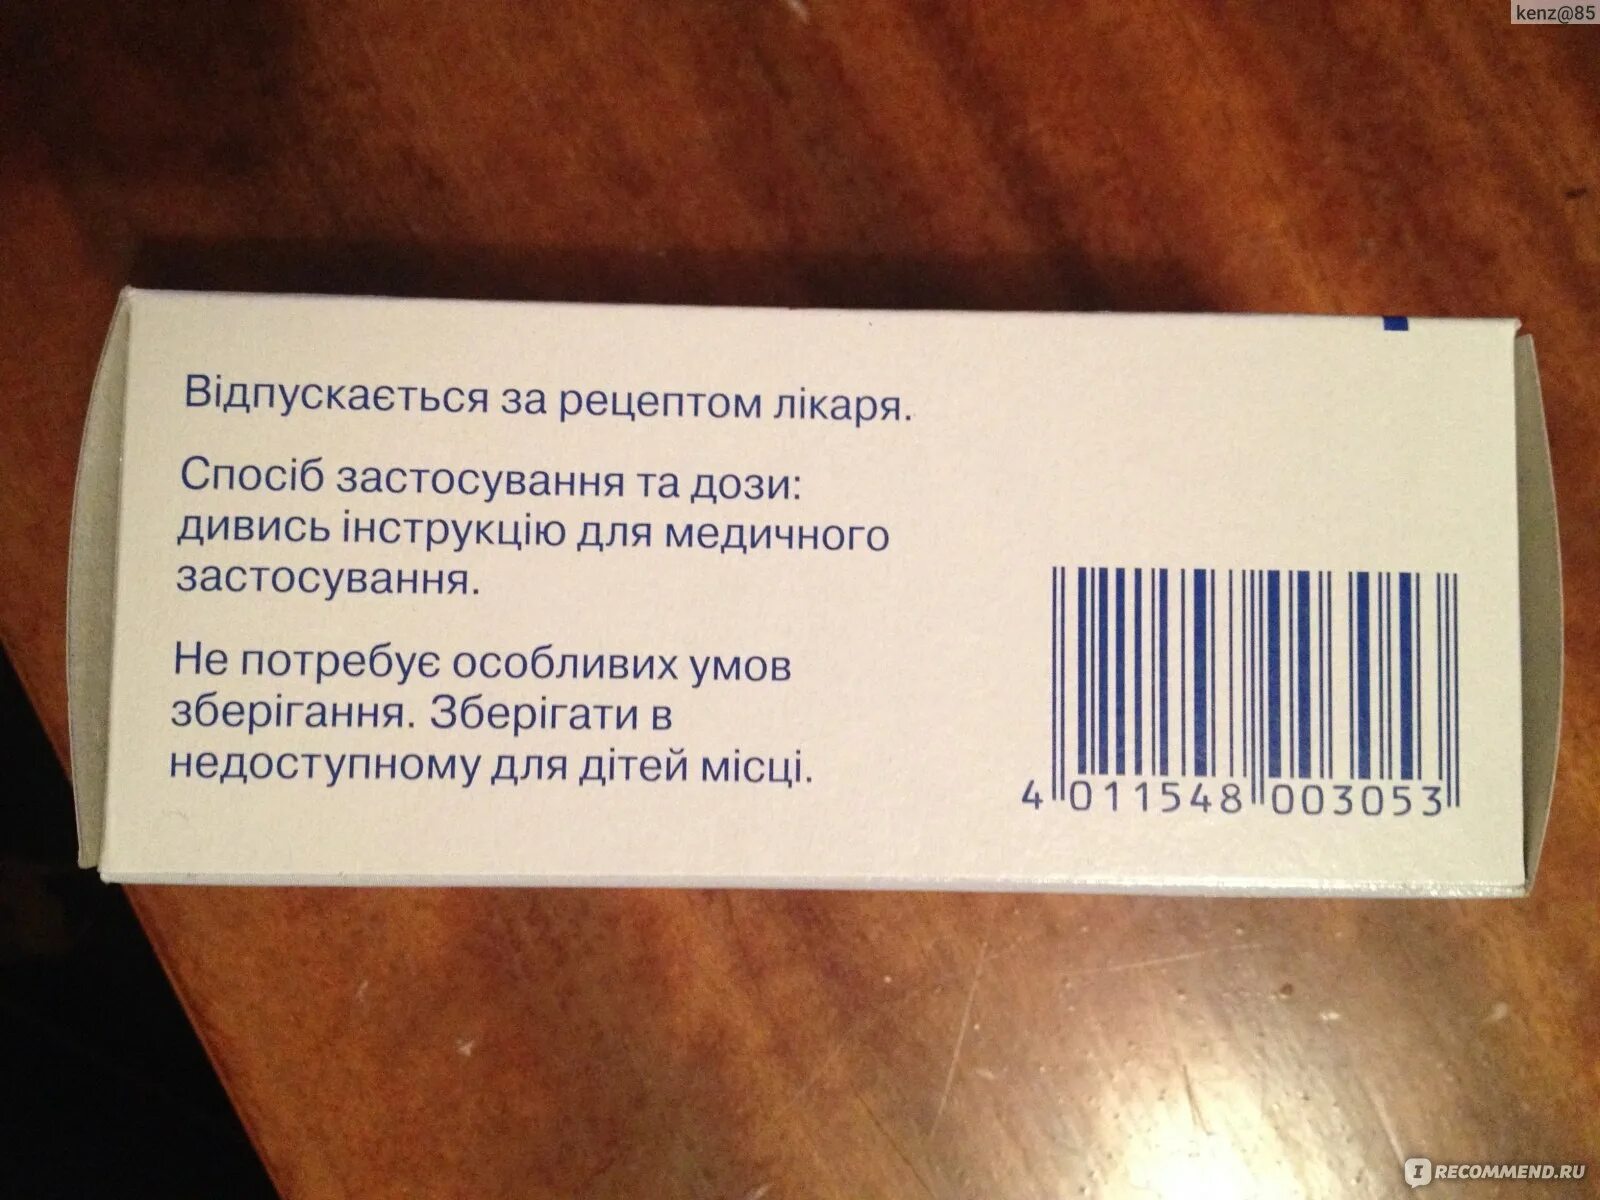 kenz@85
Відпускається за рецептом лікаря.
Спосіб застосування та дози:
дивись інструкцію для медичного
застосування.
Не потребує особливих умов
зберігання. Зберігати в
недоступному для дітей місці.
4 011548 003053
IRECOMMEND.RU